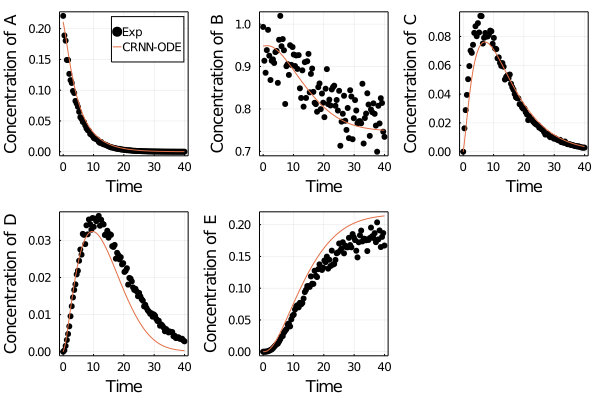 Concentration of A
0.20
0.15
0.10
0.05
0.00
0 10 20 30 40
Time
Exp
CRNN-ODE
Concentration of B
1.0
0.9
0.8
0.7
0 10 20 30 40
Time
Concentration of C
0.08
0.06
0.04
0.02
0.00
0 10 20 30 40
Time
Concentration of D
0.03
0.02
0.01
0.00
0 10 20 30 40
Time
Concentration of E
0.20
0.15
0.10
0.05
0.00
0 10 20 30 40
Time